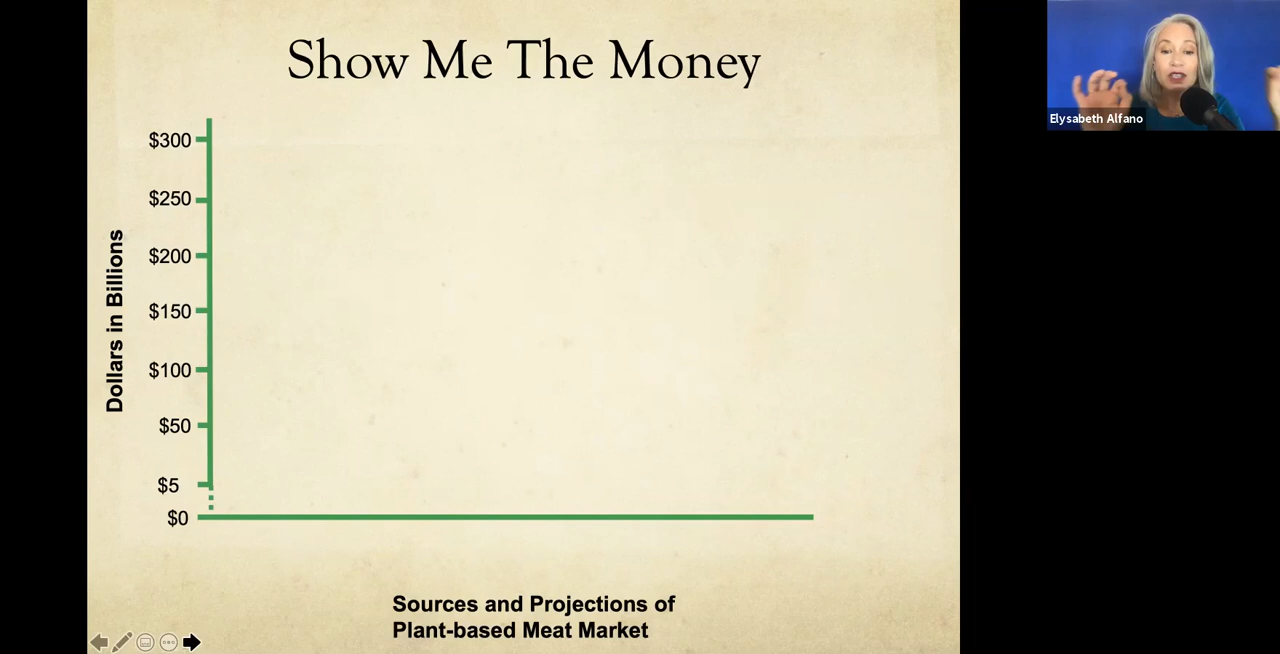 Show Me The Money
$300
$250
$200
$150
$100
$50
$5
$0
Dollars in Billions
Sources and Projections of
Plant-based Meat Market
Elysabeth Alfano